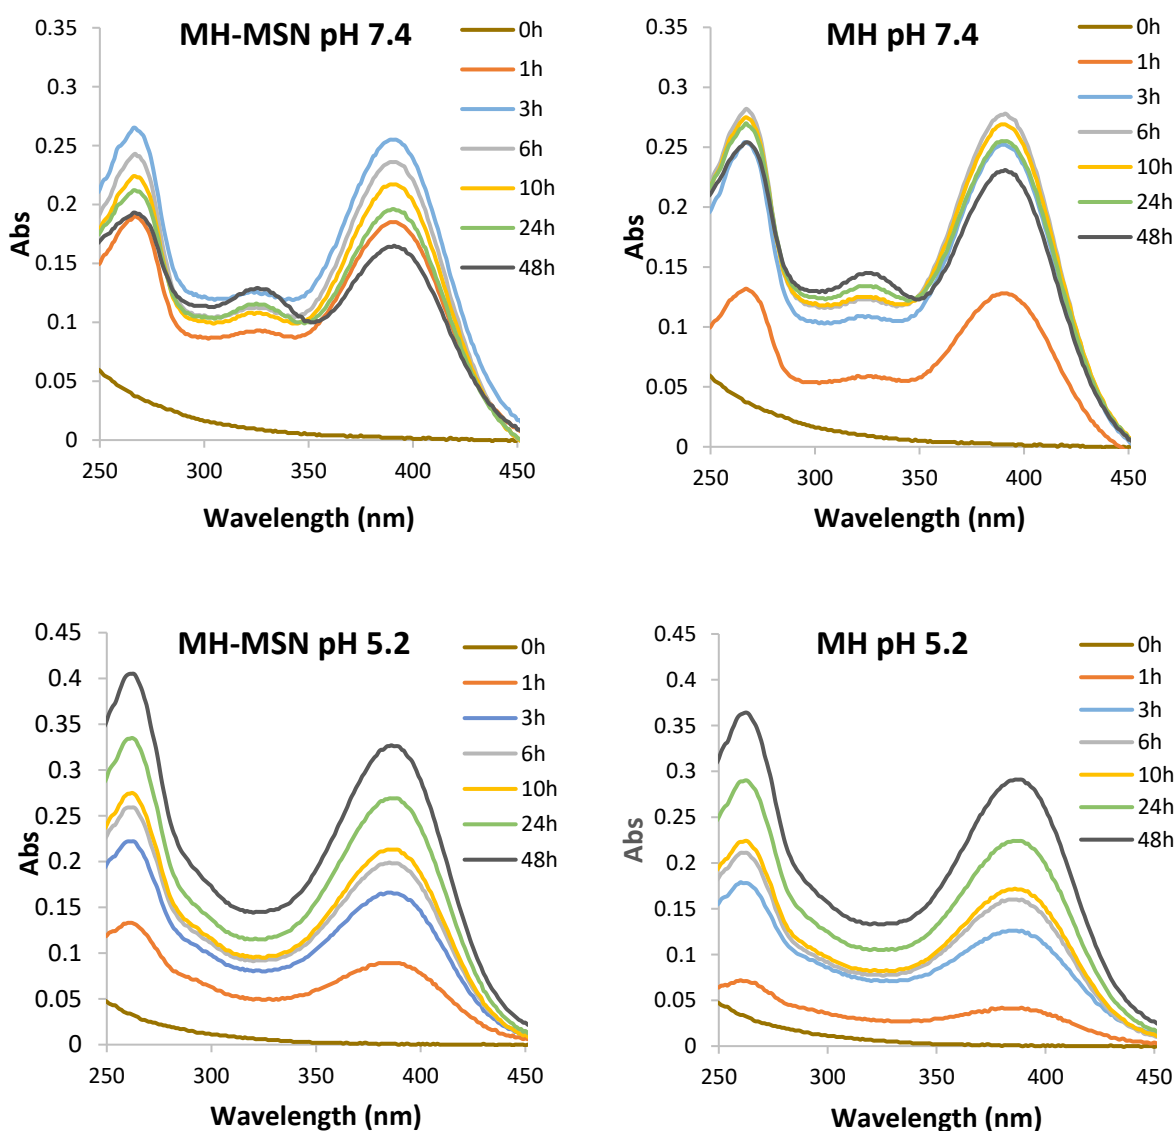 MH-MSN pH 7.4
0.35
0.3
0.25
0.2
0.15
0.1
0.05
0
Abs
250 300 350 400 450
Wavelength (nm)
0h
1h
3h
6h
10h
24h
48h
MH pH 7.4
0.35
0.3
0.25
0.2
0.15
0.1
0.05
0
Abs
250 300 350 400 450
Wavelength (nm)
0h
1h
3h
6h
10h
24h
48h
MH-MSN pH 5.2
0.45
0.4
0.35
0.3
0.25
0.2
0.15
0.1
0.05
0
Abs
250 300 350 400 450
Wavelength (nm)
0h
1h
3h
6h
10h
24h
48h
MH pH 5.2
0.45
0.4
0.35
0.3
0.25
0.2
0.15
0.1
0.05
0
Abs
250 300 350 400 450
Wavelength (nm)
0h
1h
3h
6h
10h
24h
48h